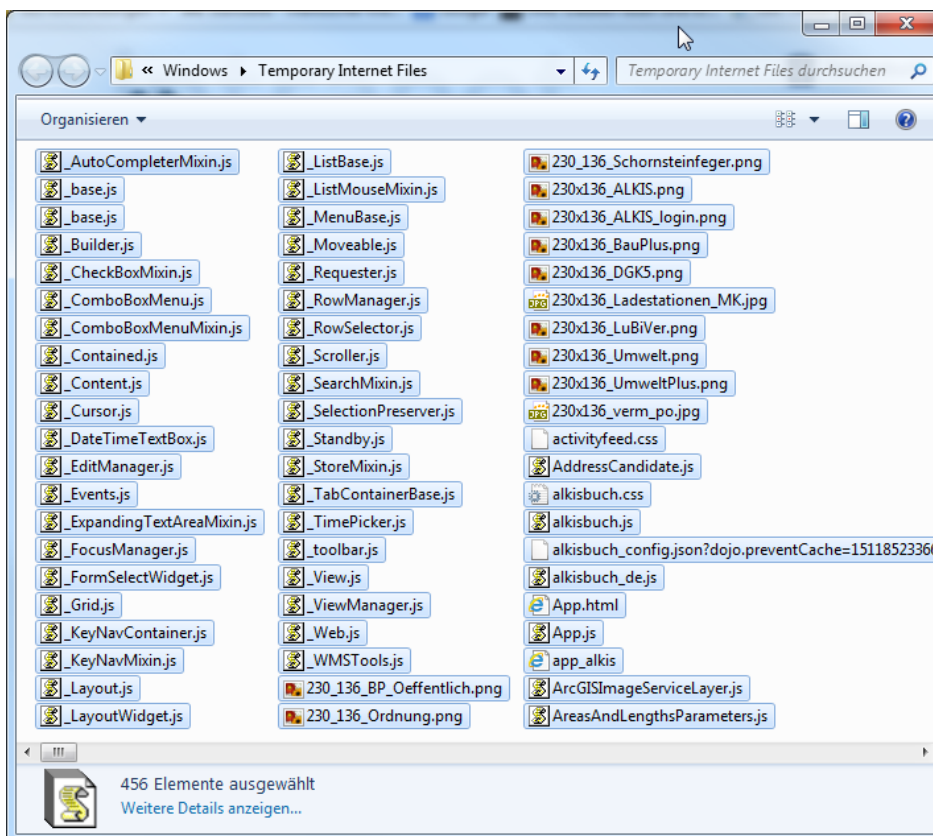 « Windows ▸ Temporary Internet Files
Temporary Internet Files durchsuchen
Organisieren
_AutoCompleterMixin.js
_base.js
_base.js
_Builder.js
_CheckBoxMixin.js
_ComboBoxMenu.js
_ComboBoxMenuMixin.js
_Contained.js
_Content.js
_Cursor.js
_DateTimeTextBox.js
_EditManager.js
_Events.js
_ExpandingTextAreaMixin.js
_FocusManager.js
_FormSelectWidget.js
_Grid.js
_KeyNavContainer.js
_KeyNavMixin.js
_Layout.js
_LayoutWidget.js
_ListBase.js
_ListMouseMixin.js
_MenuBase.js
_Moveable.js
_Requester.js
_RowManager.js
_RowSelector.js
_Scroller.js
_SearchMixin.js
_SelectionPreserver.js
_Standby.js
_StoreMixin.js
_TabContainerBase.js
_TimePicker.js
_toolbar.js
_View.js
_ViewManager.js
_Web.js
_WMSTools.js
230_136_BP_Oeffentlich.png
230_136_Ordnung.png
230_136_Schornsteinfeger.png
230x136_ALKIS.png
230x136_ALKIS_login.png
230x136_BauPlus.png
230x136_DGK5.png
230x136_Ladestationen_MK.jpg
230x136_LuBiVer.png
230x136_Umwelt.png
230x136_UmweltPlus.png
230x136_verm_po.jpg
activityfeed.css
AddressCandidate.js
alkisbuch.css
alkisbuch.js
alkisbuch_config.json?dojo.preventCache=1511852336
alkisbuch_de.js
App.html
App.js
app_alkis
ArcGISImageServiceLayer.js
AreasAndLengthsParameters.js
456 Elemente ausgewählt
Weitere Details anzeigen...